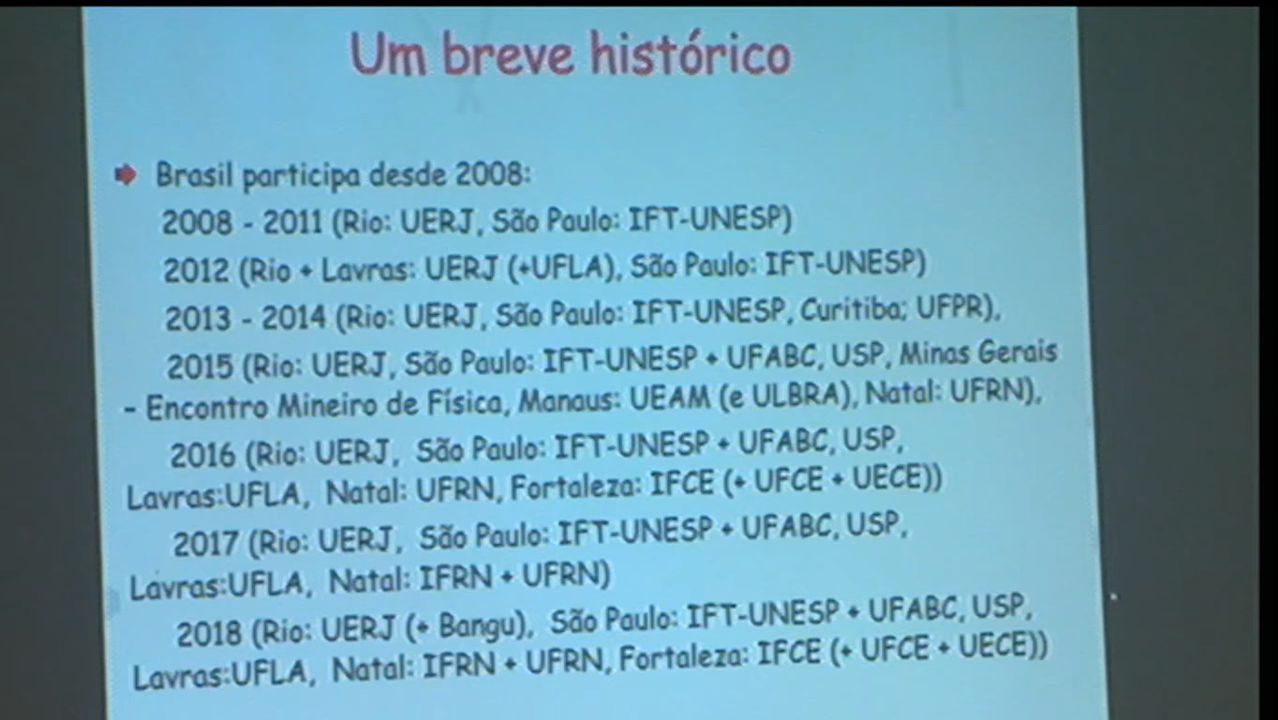 Um breve histórico
Brasil participa desde 2008:
2008 - 2011 (Rio: UERJ, São Paulo: IFT-UNESP)
2012 (Rio + Lavras: UERJ (+UFLA), São Paulo: IFT-UNESP)
2013 - 2014 (Rio: UERJ, São Paulo: IFT-UNESP, Curitiba; UFPR),
2015 (Rio: UERJ, São Paulo: IFT-UNESP + UFABC, USP, Minas Gerais
- Encontro Mineiro de Física, Manaus: UEAM (e ULBRA), Natal: UFRN),
2016 (Rio: UERJ, São Paulo: IFT-UNESP + UFABC, USP,
Lavras:UFLA, Natal: UFRN, Fortaleza: IFCE (+ UFCE + UECE))
2017 (Rio: UERJ, São Paulo: IFT-UNESP + UFABC, USP,
Lavras:UFLA, Natal: IFRN + UFRN)
2018 (Rio: UERJ (+ Bangu), São Paulo: IFT-UNESP + UFABC, USP,
Lavras:UFLA, Natal: IFRN + UFRN, Fortaleza: IFCE (+ UFCE + UECE))